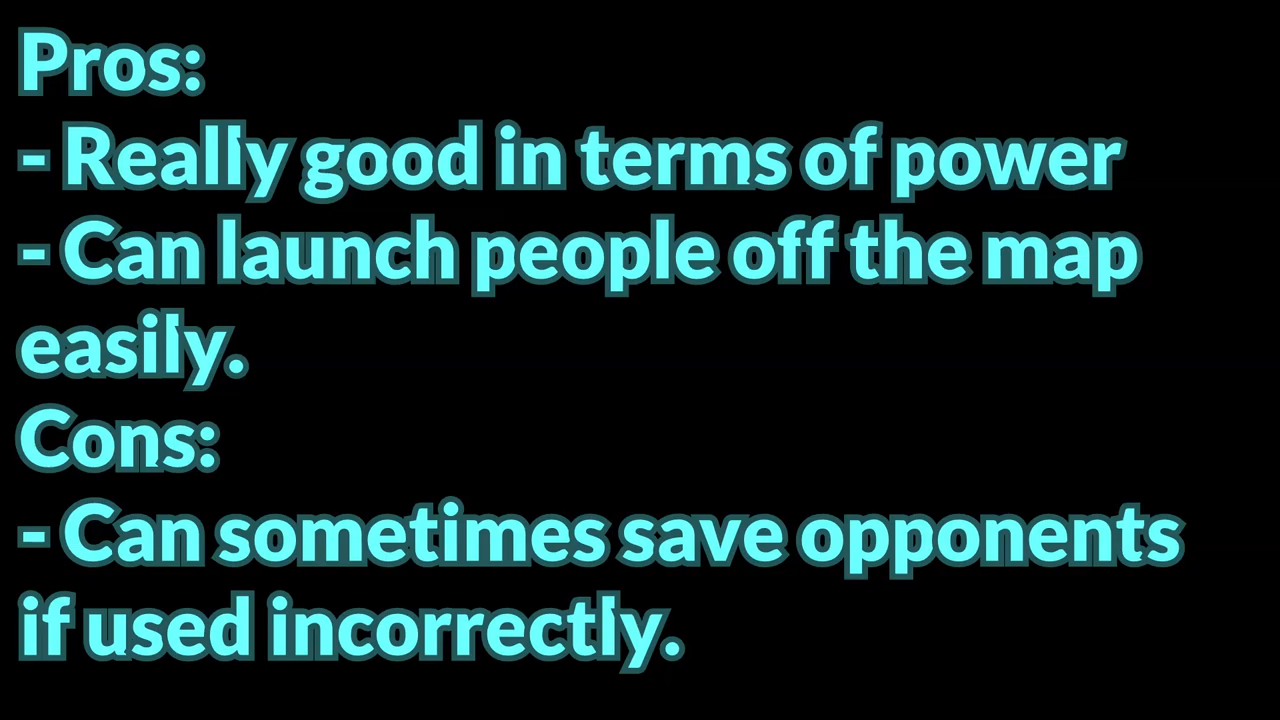 Pros:
- Really good in terms of power
- Can launch people off the map
easily.
Cons:
- Can sometimes save opponents
if used incorrectly.